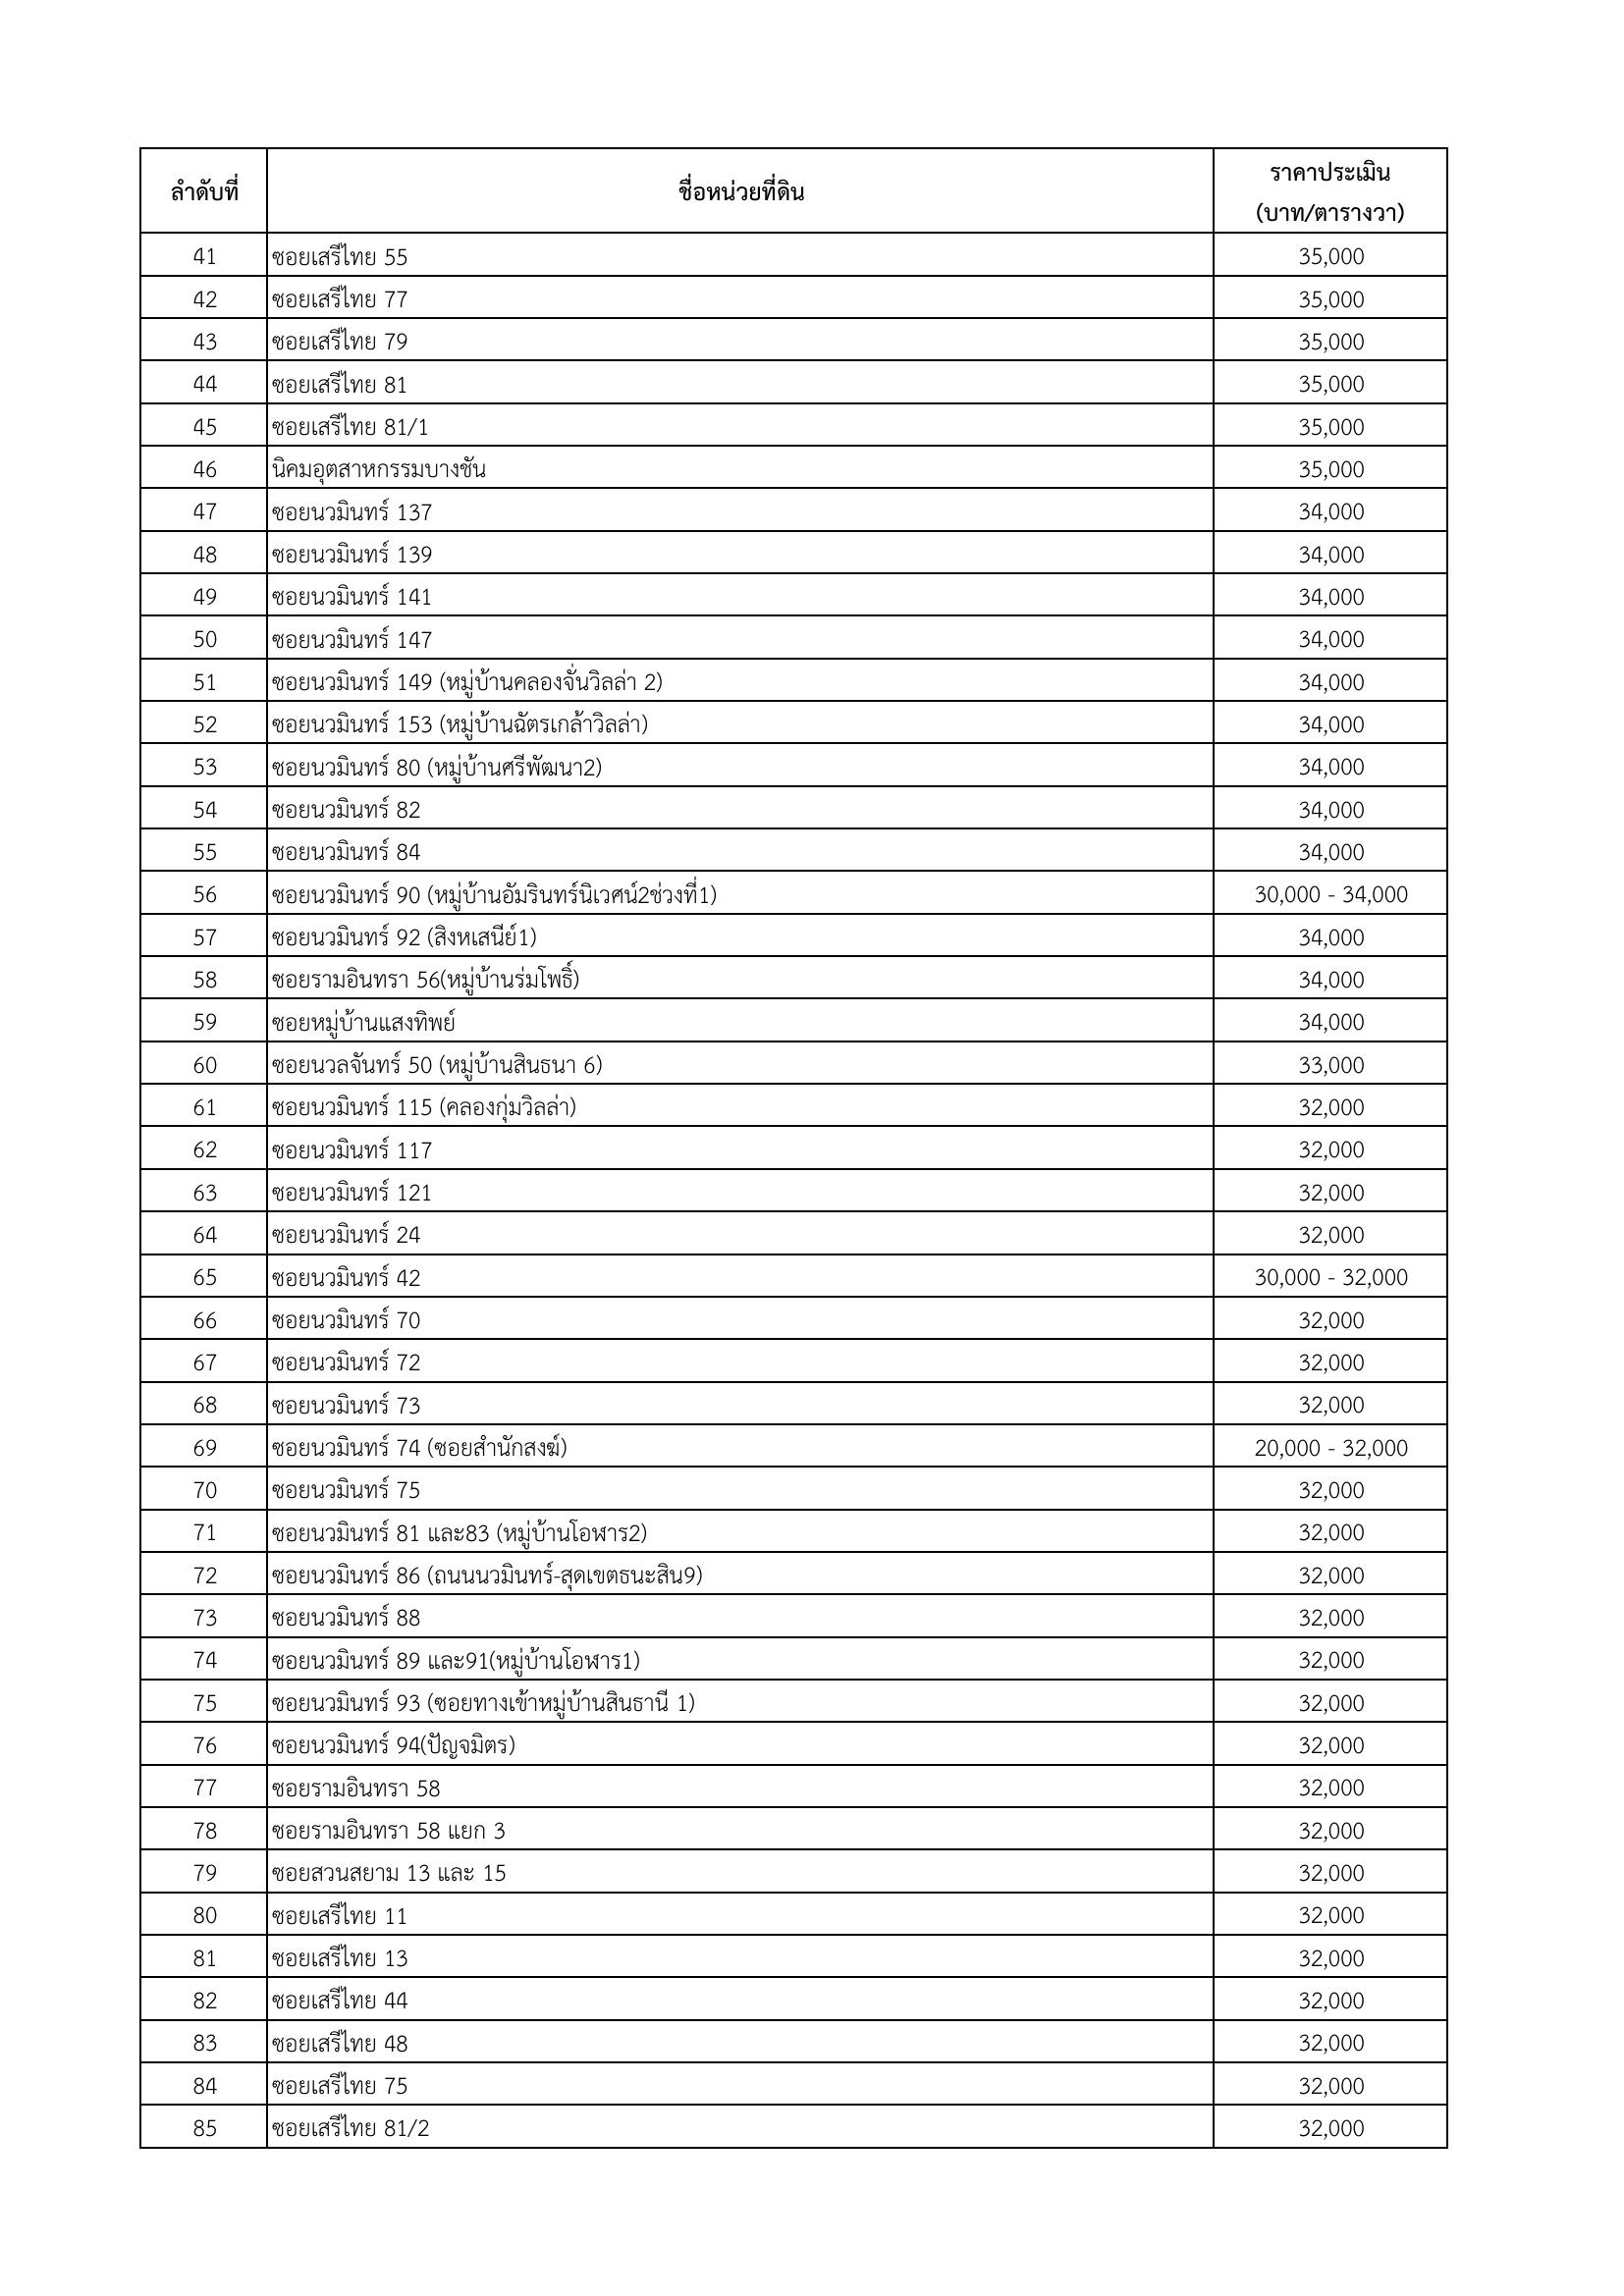 ลำดับที่ ชื่อหน่วยที่ดิน ราคาประเมิน
(บาท/ตารางวา)
41 ซอยเสรีไทย 55 35,000
42 ซอยเสรีไทย 77 35,000
43 ซอยเสรีไทย 79 35,000
44 ซอยเสรีไทย 81 35,000
45 ซอยเสรีไทย 81/1 35,000
46 นิคมอุตสาหกรรมบางชัน 35,000
47 ซอยนวมินทร์ 137 34,000
48 ซอยนวมินทร์ 139 34,000
49 ซอยนวมินทร์ 141 34,000
50 ซอยนวมินทร์ 147 34,000
51 ซอยนวมินทร์ 149 (หมู่บ้านคลองจั่นวิลล่า 2) 34,000
52 ซอยนวมินทร์ 153 (หมู่บ้านฉัตรเกล้าวิลล่า) 34,000
53 ซอยนวมินทร์ 80 (หมู่บ้านศรีพัฒนา2) 34,000
54 ซอยนวมินทร์ 82 34,000
55 ซอยนวมินทร์ 84 34,000
56 ซอยนวมินทร์ 90 (หมู่บ้านอัมรินทร์นิเวศน์2ช่วงที่1) 30,000 - 34,000
57 ซอยนวมินทร์ 92 (สิงหเสนีย์1) 34,000
58 ซอยรามอินทรา 56(หมู่บ้านร่มโพธิ์) 34,000
59 ซอยหมู่บ้านแสงทิพย์ 34,000
60 ซอยนวลจันทร์ 50 (หมู่บ้านสินธนา 6) 33,000
61 ซอยนวมินทร์ 115 (คลองกุ่มวิลล่า) 32,000
62 ซอยนวมินทร์ 117 32,000
63 ซอยนวมินทร์ 121 32,000
64 ซอยนวมินทร์ 24 32,000
65 ซอยนวมินทร์ 42 30,000 - 32,000
66 ซอยนวมินทร์ 70 32,000
67 ซอยนวมินทร์ 72 32,000
68 ซอยนวมินทร์ 73 32,000
69 ซอยนวมินทร์ 74 (ซอยสำนักสงฆ์) 20,000 - 32,000
70 ซอยนวมินทร์ 75 32,000
71 ซอยนวมินทร์ 81 และ83 (หมู่บ้านโอฬาร2) 32,000
72 ซอยนวมินทร์ 86 (ถนนนวมินทร์-สุดเขตธนะสิน9) 32,000
73 ซอยนวมินทร์ 88 32,000
74 ซอยนวมินทร์ 89 และ91(หมู่บ้านโอฬาร1) 32,000
75 ซอยนวมินทร์ 93 (ซอยทางเข้าหมู่บ้านสินธานี 1) 32,000
76 ซอยนวมินทร์ 94(ปัญจมิตร) 32,000
77 ซอยรามอินทรา 58 32,000
78 ซอยรามอินทรา 58 แยก 3 32,000
79 ซอยสวนสยาม 13 และ 15 32,000
80 ซอยเสรีไทย 11 32,000
81 ซอยเสรีไทย 13 32,000
82 ซอยเสรีไทย 44 32,000
83 ซอยเสรีไทย 48 32,000
84 ซอยเสรีไทย 75 32,000
85 ซอยเสรีไทย 81/2 32,000